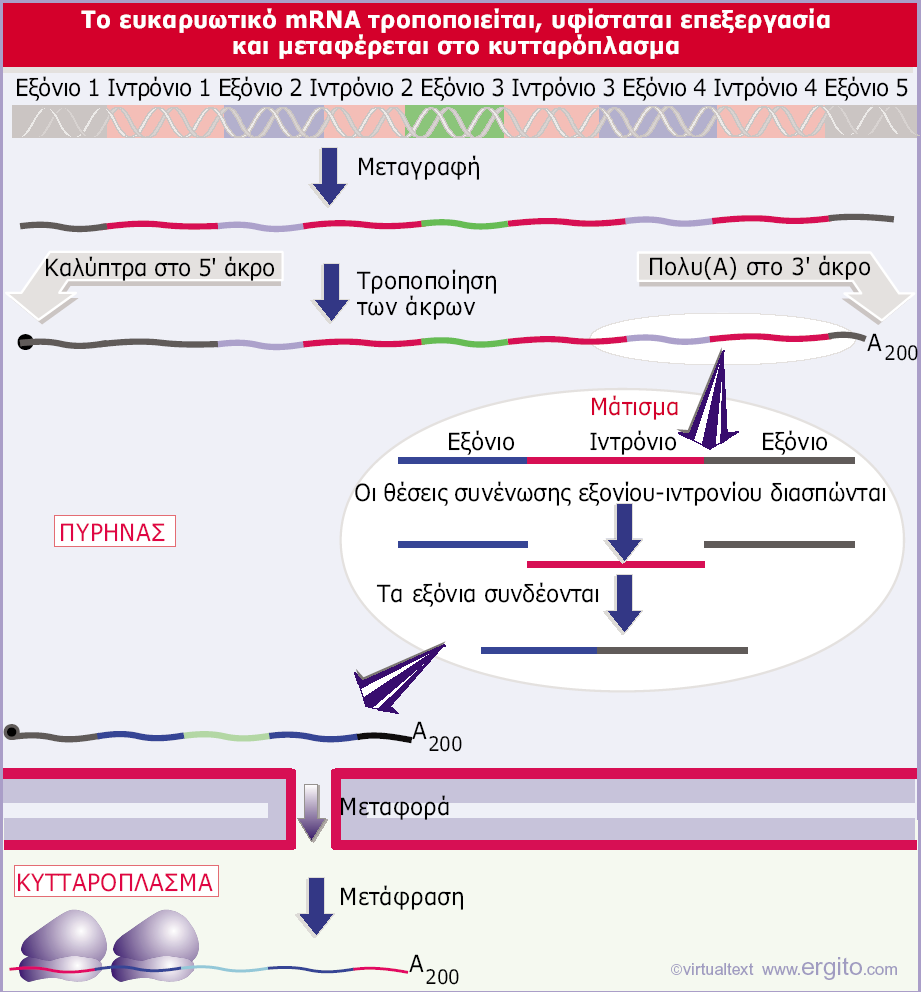 Το ευκαρυωτικό mRNA τροποποιείται, υφίσταται επεξεργασία
και μεταφέρεται στο κυτταρόπλασμα
Εξόνιο 1 Ιντρόνιο 1 Εξόνιο 2 Ιντρόνιο 2 Εξόνιο 3 Ιντρόνιο 3 Εξόνιο 4 Ιντρόνιο 4 Εξόνιο 5
Μεταγραφή
Καλύπτρα στο 5' άκρο
Τροποποίηση
των άκρων
Πολυ(Α) στο 3' άκρο
A200
Μάτισμα
Εξόνιο Ιντρόνιο Εξόνιο
Οι θέσεις συνένωσης εξονίου-ιντρονίου διασπώνται
ΠΥΡΗΝΑΣ
Τα εξόνια συνδέονται
A200
Μεταφορά
ΚΥΤΤΑΡΟΠΛΑΣΜΑ
Μετάφραση
A200
©virtualtext www.ergito.com